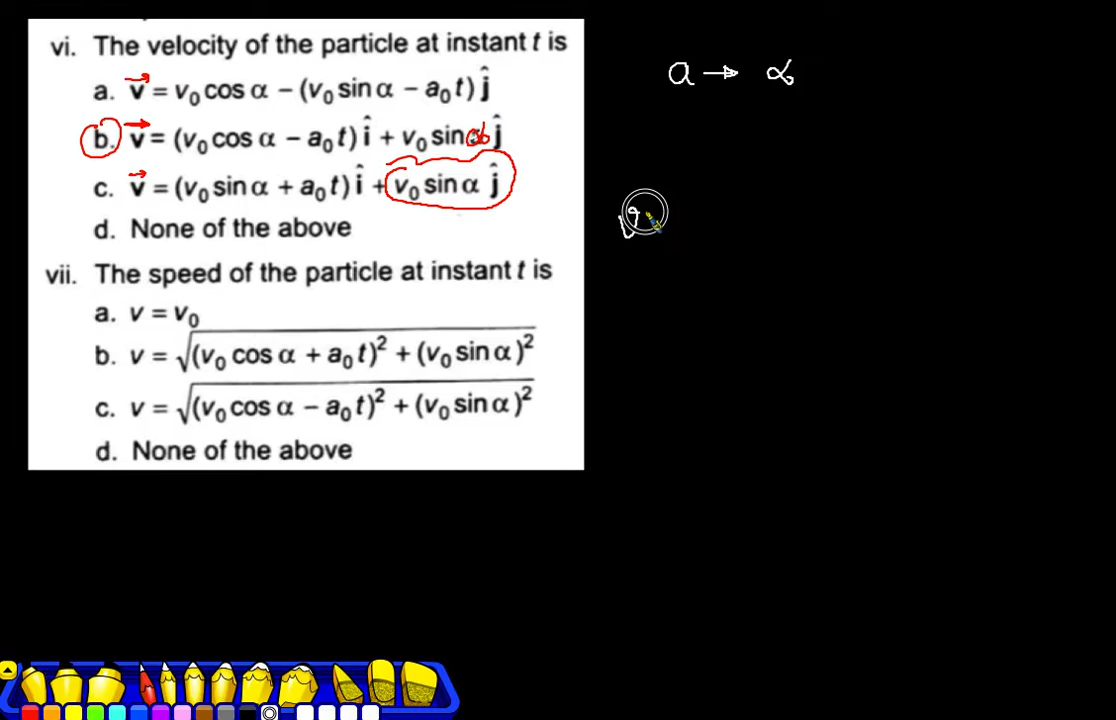 vi. The velocity of the particle at instant t is
a. v⃗ = v₀ cos α − (v₀ sin α − a₀t) ĵ
b. v⃗ = (v₀ cos α − a₀t) î + v₀ sin α ĵ
c. v⃗ = (v₀ sin α + a₀t) î + v₀ sin α ĵ
d. None of the above
vii. The speed of the particle at instant t is
a. v = v₀
b. v = √(v₀ cos α + a₀t)² + (v₀ sin α)²
c. v = √(v₀ cos α − a₀t)² + (v₀ sin α)²
d. None of the above
a → α